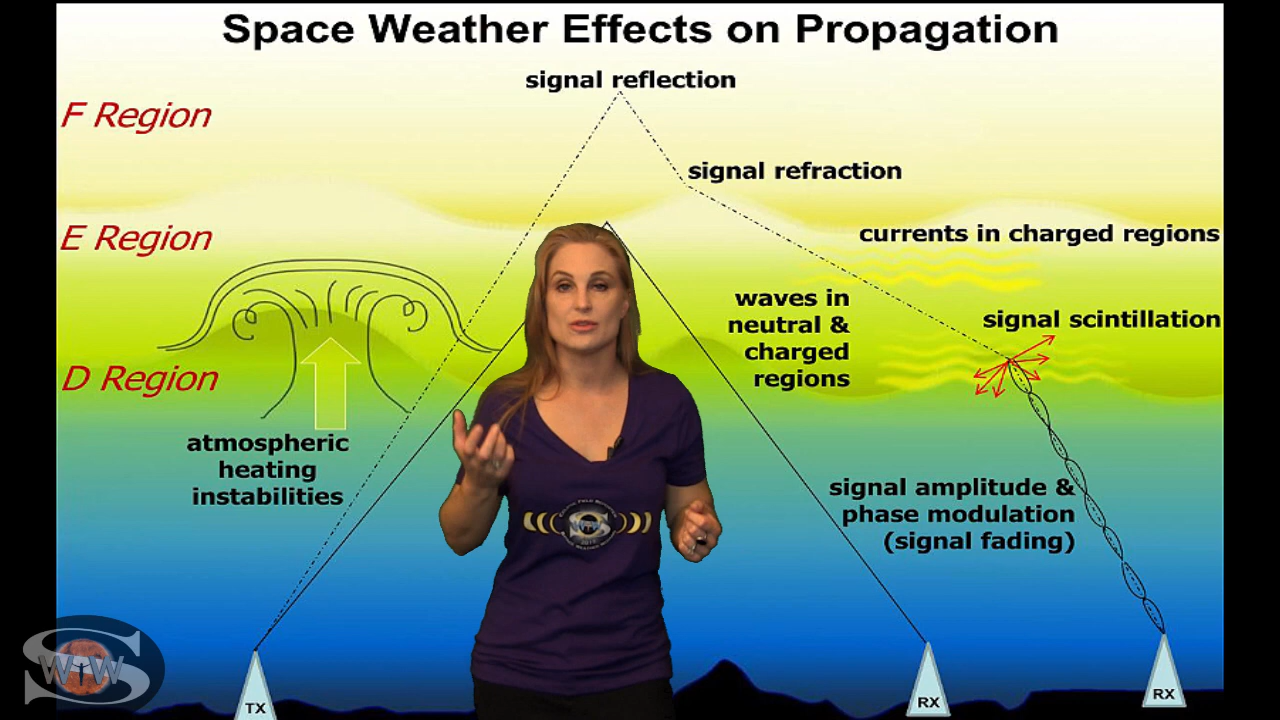 Space Weather Effects on Propagation
signal reflection
F Region
signal refraction
E Region
currents in charged regions
waves in
neutral &
charged
regions
signal scintillation
D Region
atmospheric
heating
instabilities
signal amplitude &
phase modulation
(signal fading)
S
WTW
TX
RX
RX